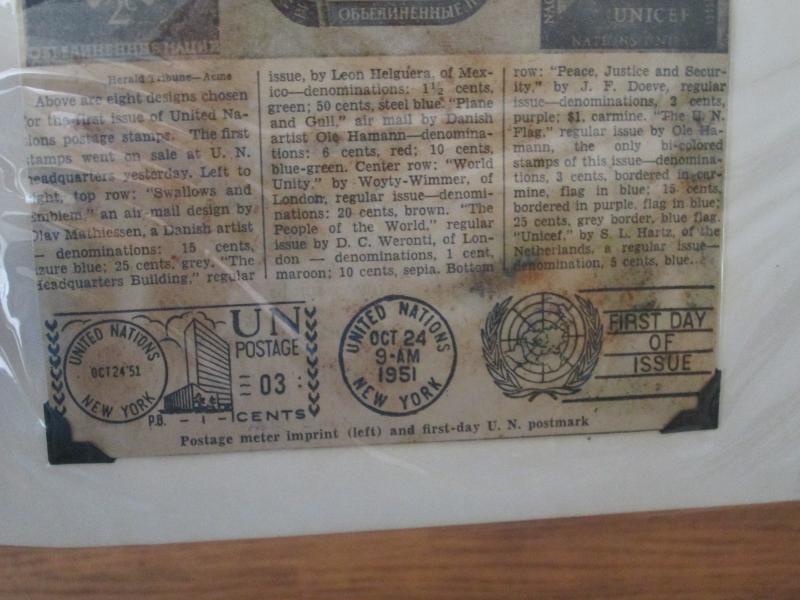 2c
ОБЪЕДИНЕННЫЕ НАЦИИ
ОБЪЕДИНЕННЫЕ
UNICEF
NATIONS
Herald Tribune—Acme
Above are eight designs chosen
for the first issue of United Na-
tions postage stamps. The first
stamps went on sale at U. N.
headquarters yesterday. Left to
right, top row: "Swallows and
Emblem," an air mail design by
Olav Mathiessen, a Danish artist
— denominations: 15 cents,
azure blue; 25 cents, grey. "The
Headquarters Building," regular
issue, by Leon Helguera, of Mex-
ico—denominations: 1½ cents,
green; 50 cents, steel blue. "Plane
and Gull," air mail by Danish
artist Ole Hamann—denomina-
tions: 6 cents, red; 10 cents,
blue-green. Center row: "World
Unity," by Woyty-Wimmer, of
London, regular issue—denomi-
nations: 20 cents, brown. "The
People of the World," regular
issue by D. C. Weronti, of Lon-
don — denominations, 1 cent,
maroon; 10 cents, sepia. Bottom
row: "Peace, Justice and Secur-
ity," by J. F. Doeve, regular
issue—denominations, 2 cents,
purple; $1, carmine. "The U. N.
Flag," regular issue by Ole Ha-
mann, the only bi-colored
stamps of this issue—denomina-
tions, 3 cents, bordered in car-
mine, flag in blue; 15 cents,
bordered in purple, flag in blue;
25 cents, grey border, blue flag.
"Unicef," by S. L. Hartz, of the
Netherlands, a regular issue—
denomination, 5 cents, blue.
UNITED NATIONS
OCT 24 '51
NEW YORK
UN
POSTAGE
03
CENTS
P.B. – 1 –
UNITED NATIONS
OCT 24
9-AM
1951
NEW YORK
FIRST DAY
OF
ISSUE
Postage meter imprint (left) and first-day U. N. postmark